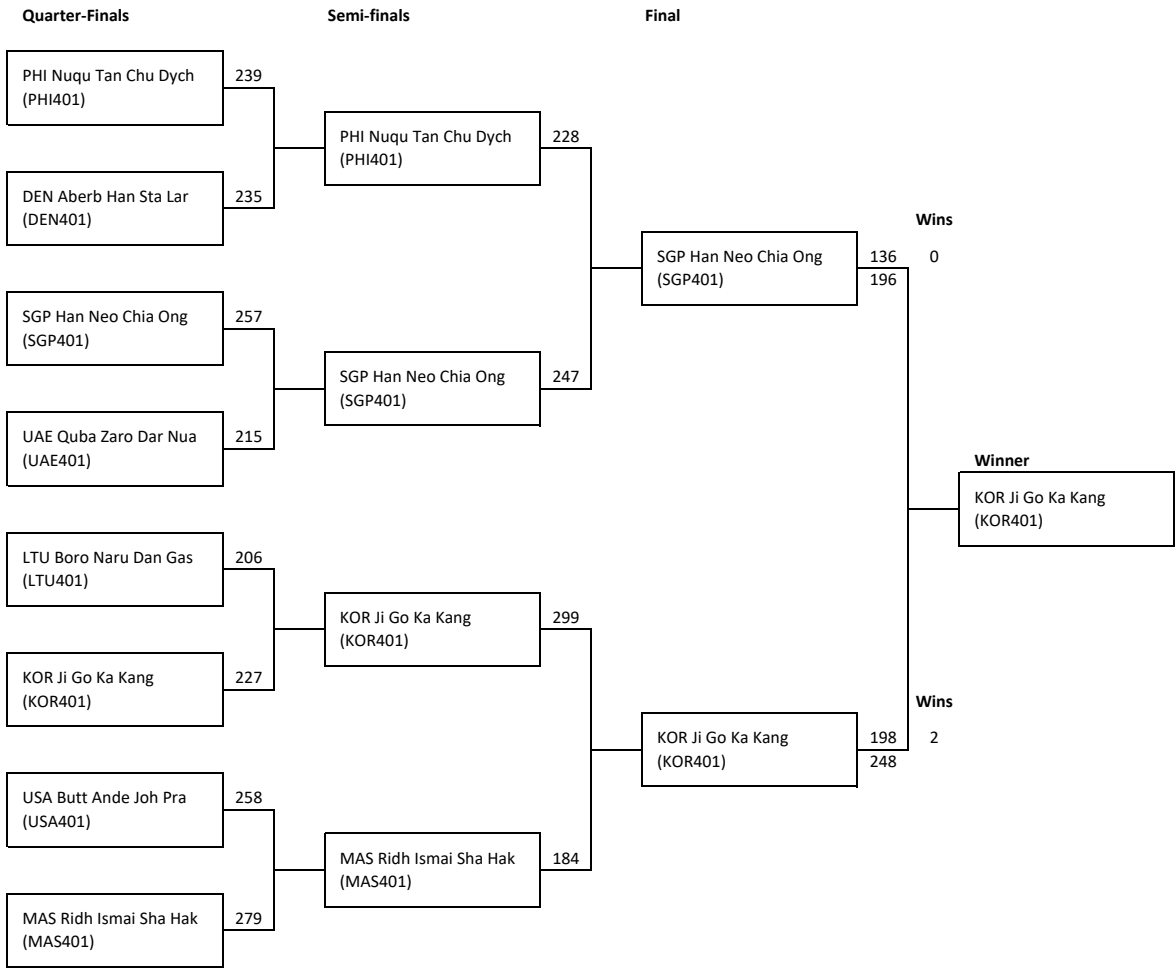 Quarter-Finals
Semi-finals
Final
PHI Nuqu Tan Chu Dych
(PHI401)
239
DEN Aberb Han Sta Lar
(DEN401)
235
SGP Han Neo Chia Ong
(SGP401)
257
UAE Quba Zaro Dar Nua
(UAE401)
215
LTU Boro Naru Dan Gas
(LTU401)
206
KOR Ji Go Ka Kang
(KOR401)
227
USA Butt Ande Joh Pra
(USA401)
258
MAS Ridh Ismai Sha Hak
(MAS401)
279
PHI Nuqu Tan Chu Dych
(PHI401)
228
SGP Han Neo Chia Ong
(SGP401)
247
KOR Ji Go Ka Kang
(KOR401)
299
MAS Ridh Ismai Sha Hak
(MAS401)
184
Wins
SGP Han Neo Chia Ong
(SGP401)
136
196
0
Wins
KOR Ji Go Ka Kang
(KOR401)
198
248
2
Winner
KOR Ji Go Ka Kang
(KOR401)